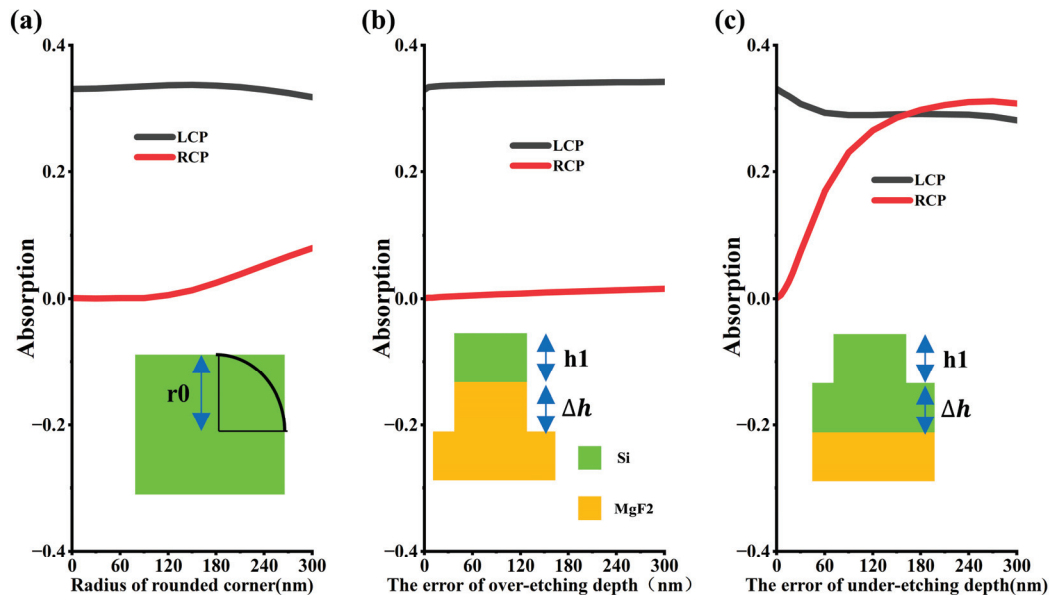 (a)
0.4
0.2
0.0
−0.2
−0.4
Absorption
LCP
RCP
r0
0
60
120
180
240
300
Radius of rounded corner(nm)
(b)
0.4
0.2
0.0
−0.2
−0.4
Absorption
LCP
RCP
h1
Δh
Si
MgF2
0
60
120
180
240
300
The error of over-etching depth（nm）
(c)
0.4
0.2
0.0
−0.2
−0.4
Absorption
LCP
RCP
h1
Δh
0
60
120
180
240
300
The error of under-etching depth(nm)